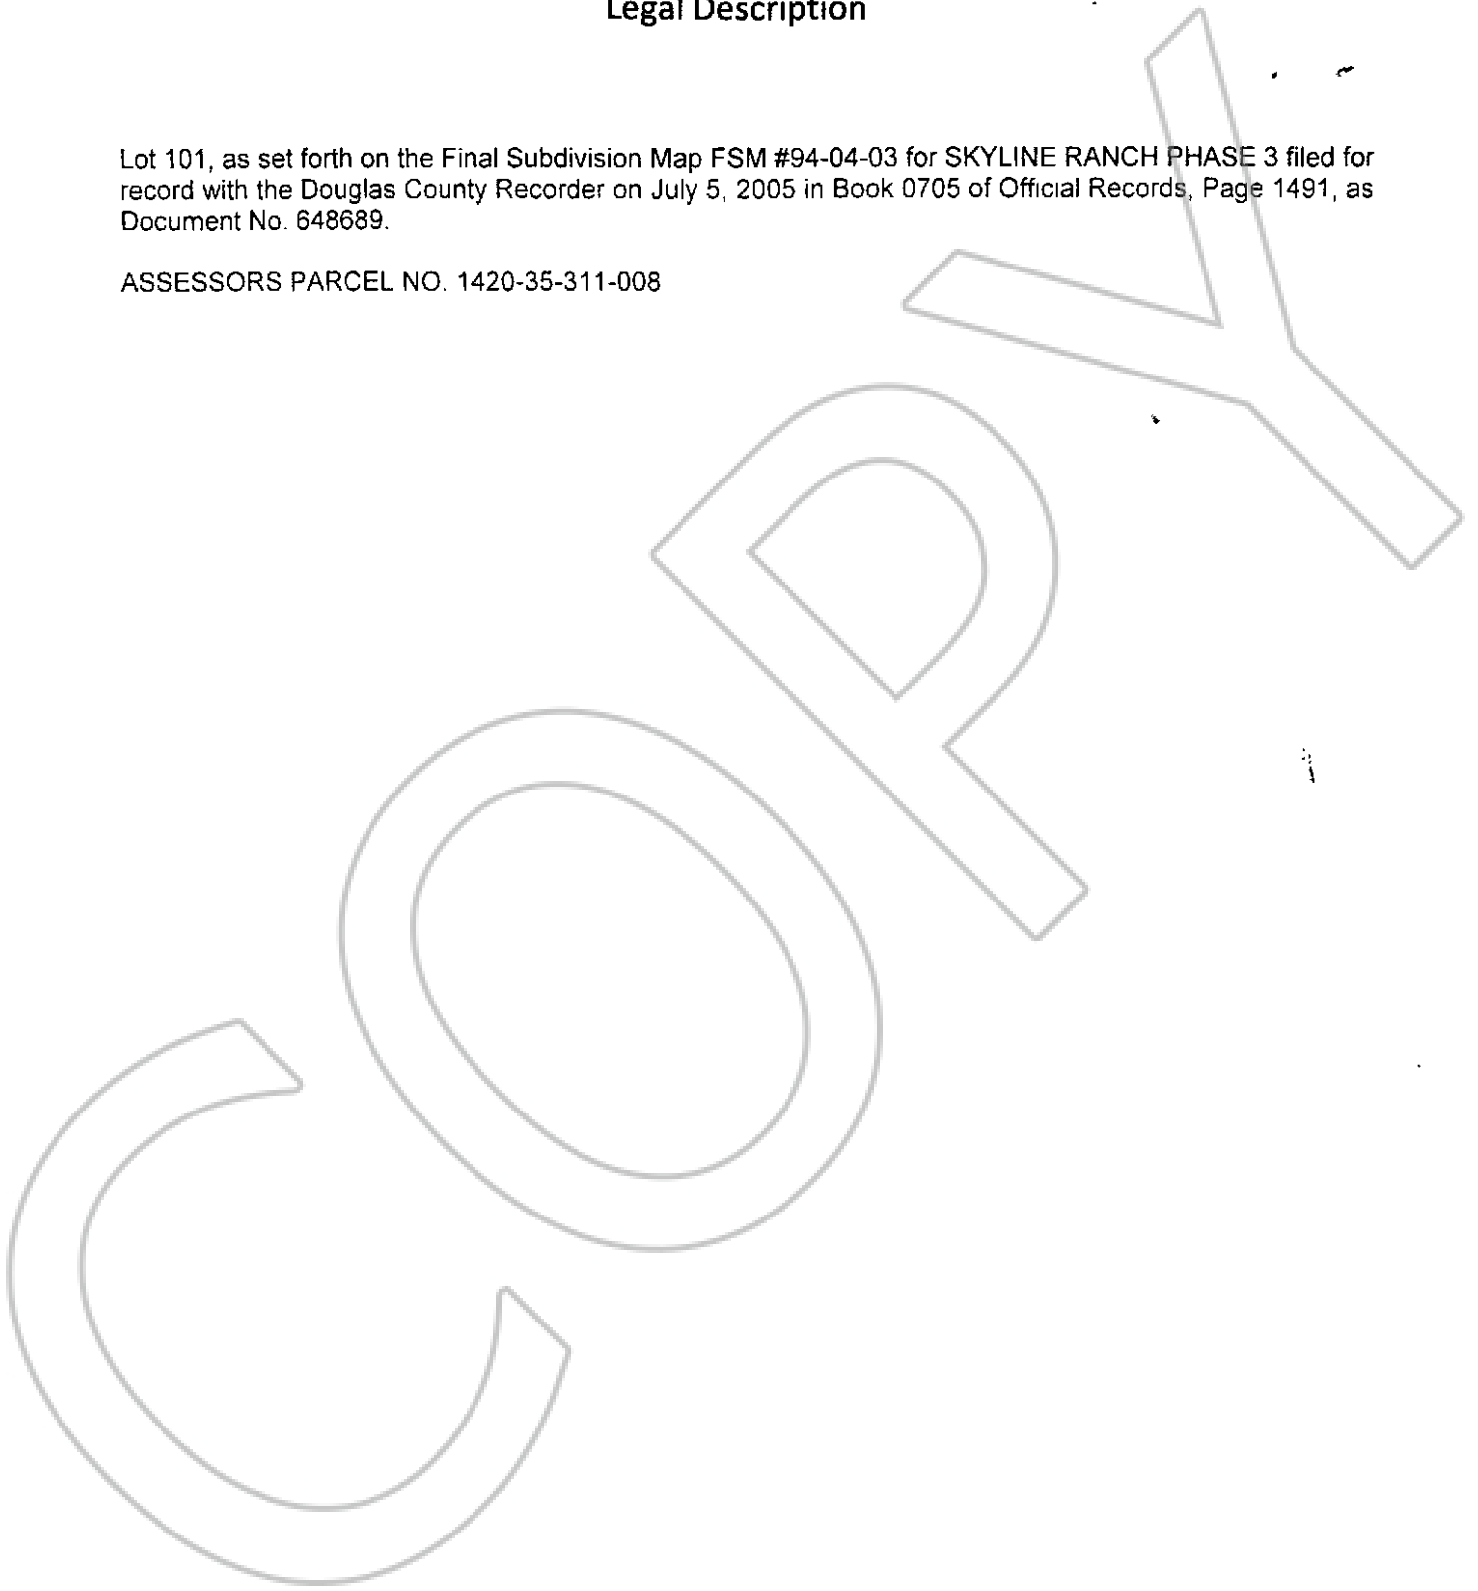 Legal Description
Lot 101, as set forth on the Final Subdivision Map FSM #94-04-03 for SKYLINE RANCH PHASE 3 filed for
record with the Douglas County Recorder on July 5, 2005 in Book 0705 of Official Records, Page 1491, as
Document No. 648689.
ASSESSORS PARCEL NO. 1420-35-311-008
COPY